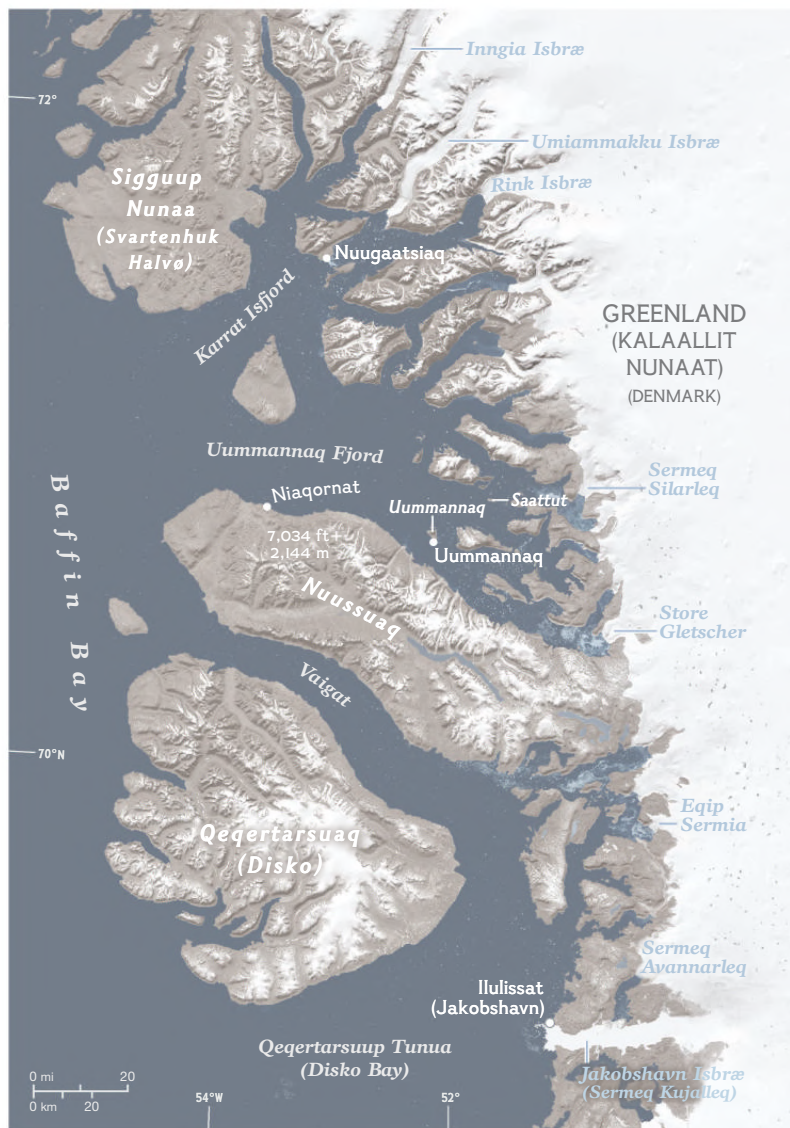 Inngia Isbræ
72°
Umiammakku Isbræ
Sigguup
Nunaa
(Svartenhuk
Halvø)
Rink Isbræ
Nuugaatsiaq
Karrat Isfjord
GREENLAND
(KALAALLIT
NUNAAT)
(DENMARK)
Uummannaq Fjord
Sermeq
Silarleq
Baffin Bay
Niaqornat
Uummannaq
Saattut
7,034 ft +
2,144 m
Uummannaq
Nuussuaq
Store
Gletscher
Vaigat
70°N
Eqip
Sermia
Qeqertarsuaq
(Disko)
Sermeq
Avannarleq
Ilulissat
(Jakobshavn)
Qeqertarsuup Tunua
(Disko Bay)
Jakobshavn Isbræ
(Sermeq Kujalleq)
0 mi 20
0 km 20
54°W
52°